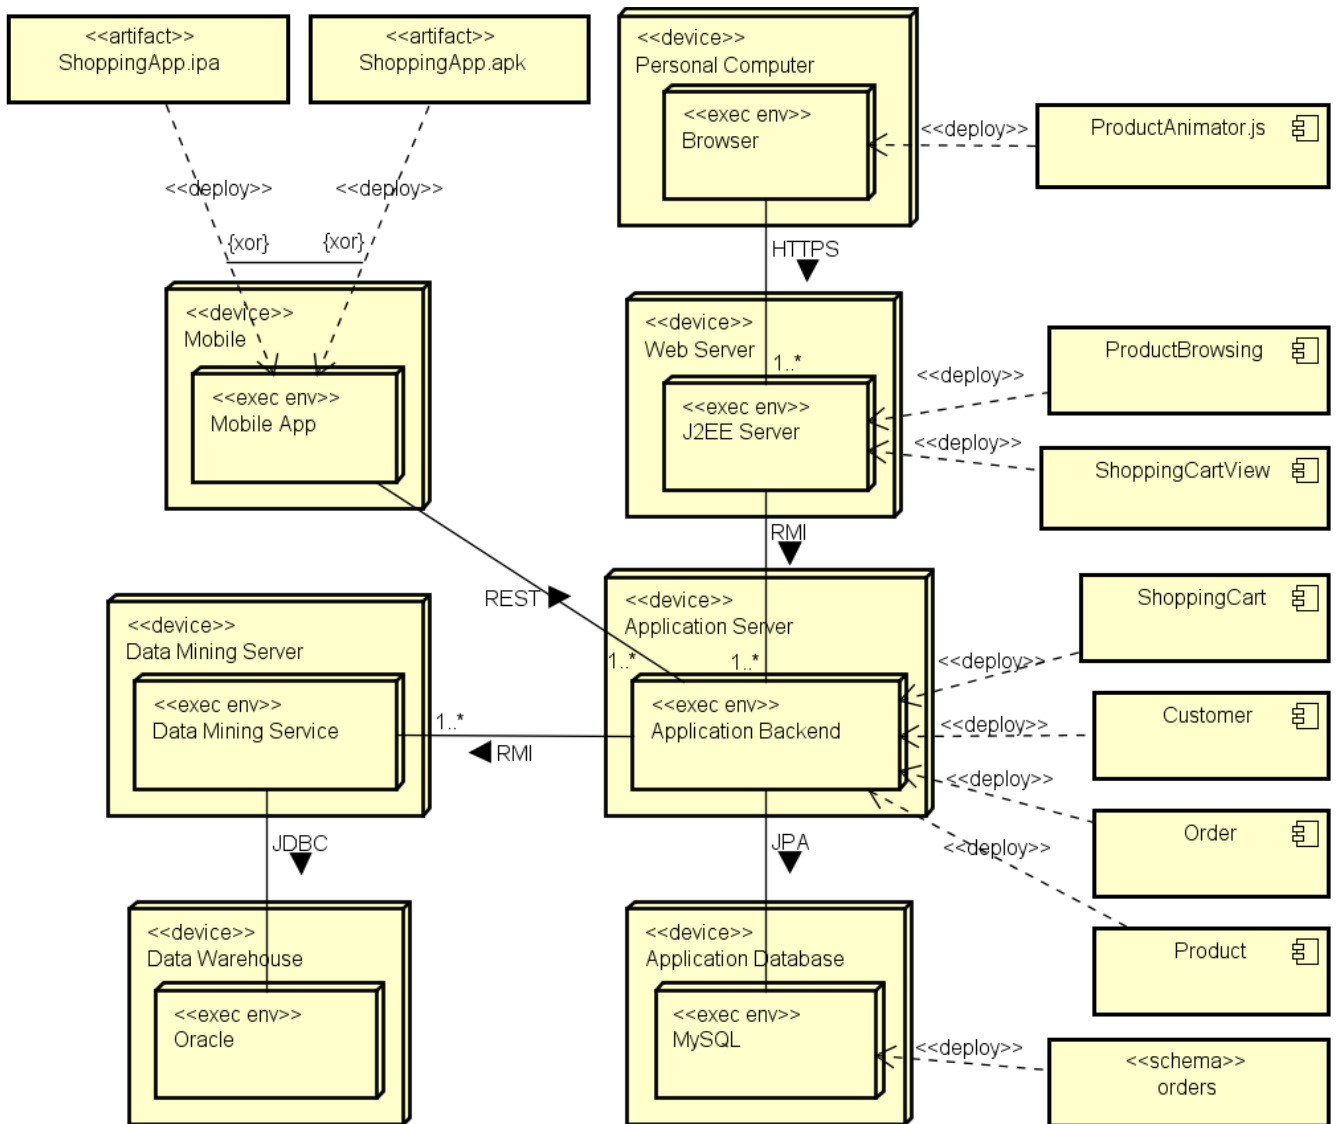 <<artifact>>
ShoppingApp.ipa
<<artifact>>
ShoppingApp.apk
<<device>>
Personal Computer
<<exec env>>
Browser
<<deploy>>
ProductAnimator.js
<<deploy>>
<<deploy>>
{xor}
{xor}
HTTPS
<<device>>
Mobile
<<exec env>>
Mobile App
<<device>>
Web Server
1..*
<<exec env>>
J2EE Server
<<deploy>>
ProductBrowsing
<<deploy>>
ShoppingCartView
RMI
REST
<<device>>
Application Server
1..*
1..*
<<exec env>>
Application Backend
<<deploy>>
ShoppingCart
<<deploy>>
Customer
<<deploy>>
Order
<<deploy>>
Product
<<device>>
Data Mining Server
<<exec env>>
Data Mining Service
1..*
RMI
JDBC
JPA
<<device>>
Data Warehouse
<<exec env>>
Oracle
<<device>>
Application Database
<<exec env>>
MySQL
<<deploy>>
<<schema>>
orders